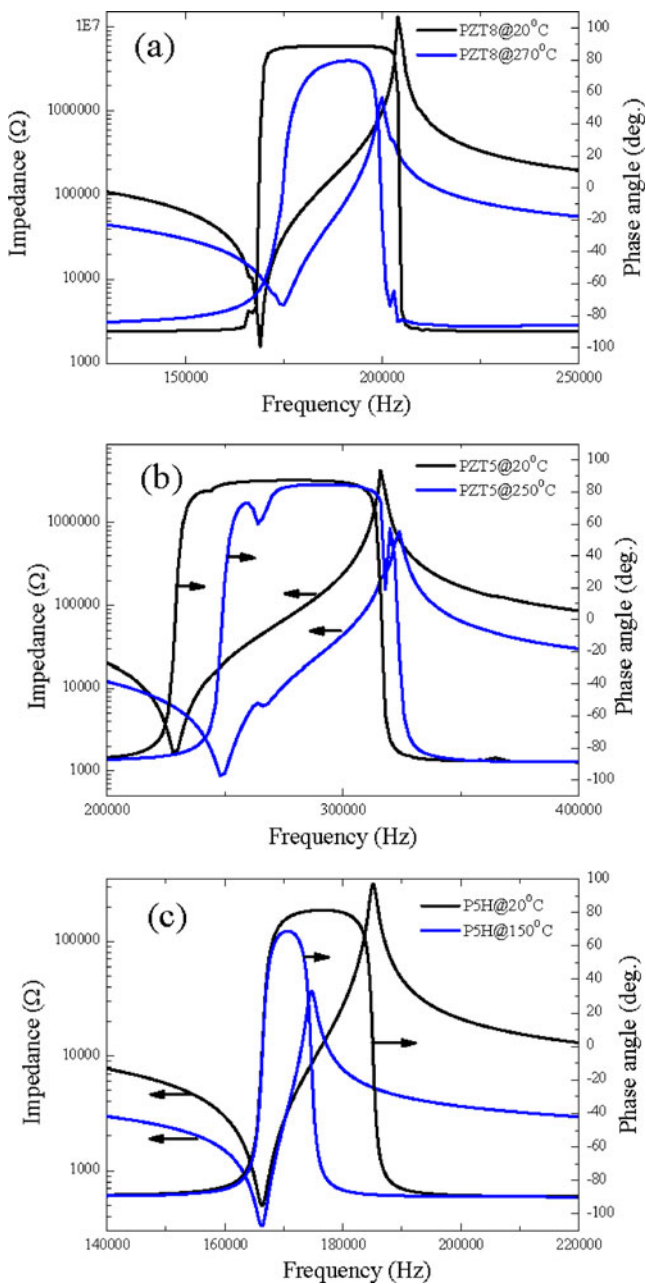 (a)
PZT8@20°C
PZT8@270°C
Impedance (Ω)
1E7
1000000
100000
10000
1000
Phase angle (deg.)
100
80
60
40
20
0
-20
-40
-60
-80
-100
150000 200000 250000
Frequency (Hz)
(b)
PZT5@20°C
PZT5@250°C
Impedance (Ω)
1000000
100000
10000
1000
Phase angle (deg.)
100
80
60
40
20
0
-20
-40
-60
-80
-100
200000 300000 400000
Frequency (Hz)
(c)
P5H@20°C
P5H@150°C
Impedance (Ω)
100000
10000
1000
Phase angle (deg.)
100
80
60
40
20
0
-20
-40
-60
-80
-100
140000 160000 180000 200000 220000
Frequency (Hz)